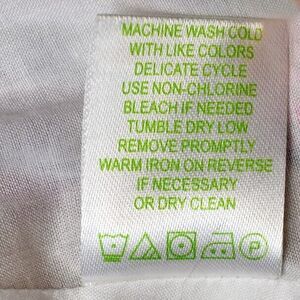 MACHINE WASH COLD
WITH LIKE COLORS
DELICATE CYCLE
USE NON-CHLORINE
BLEACH IF NEEDED
TUMBLE DRY LOW
REMOVE PROMPTLY
WARM IRON ON REVERSE
IF NECESSARY
OR DRY CLEAN